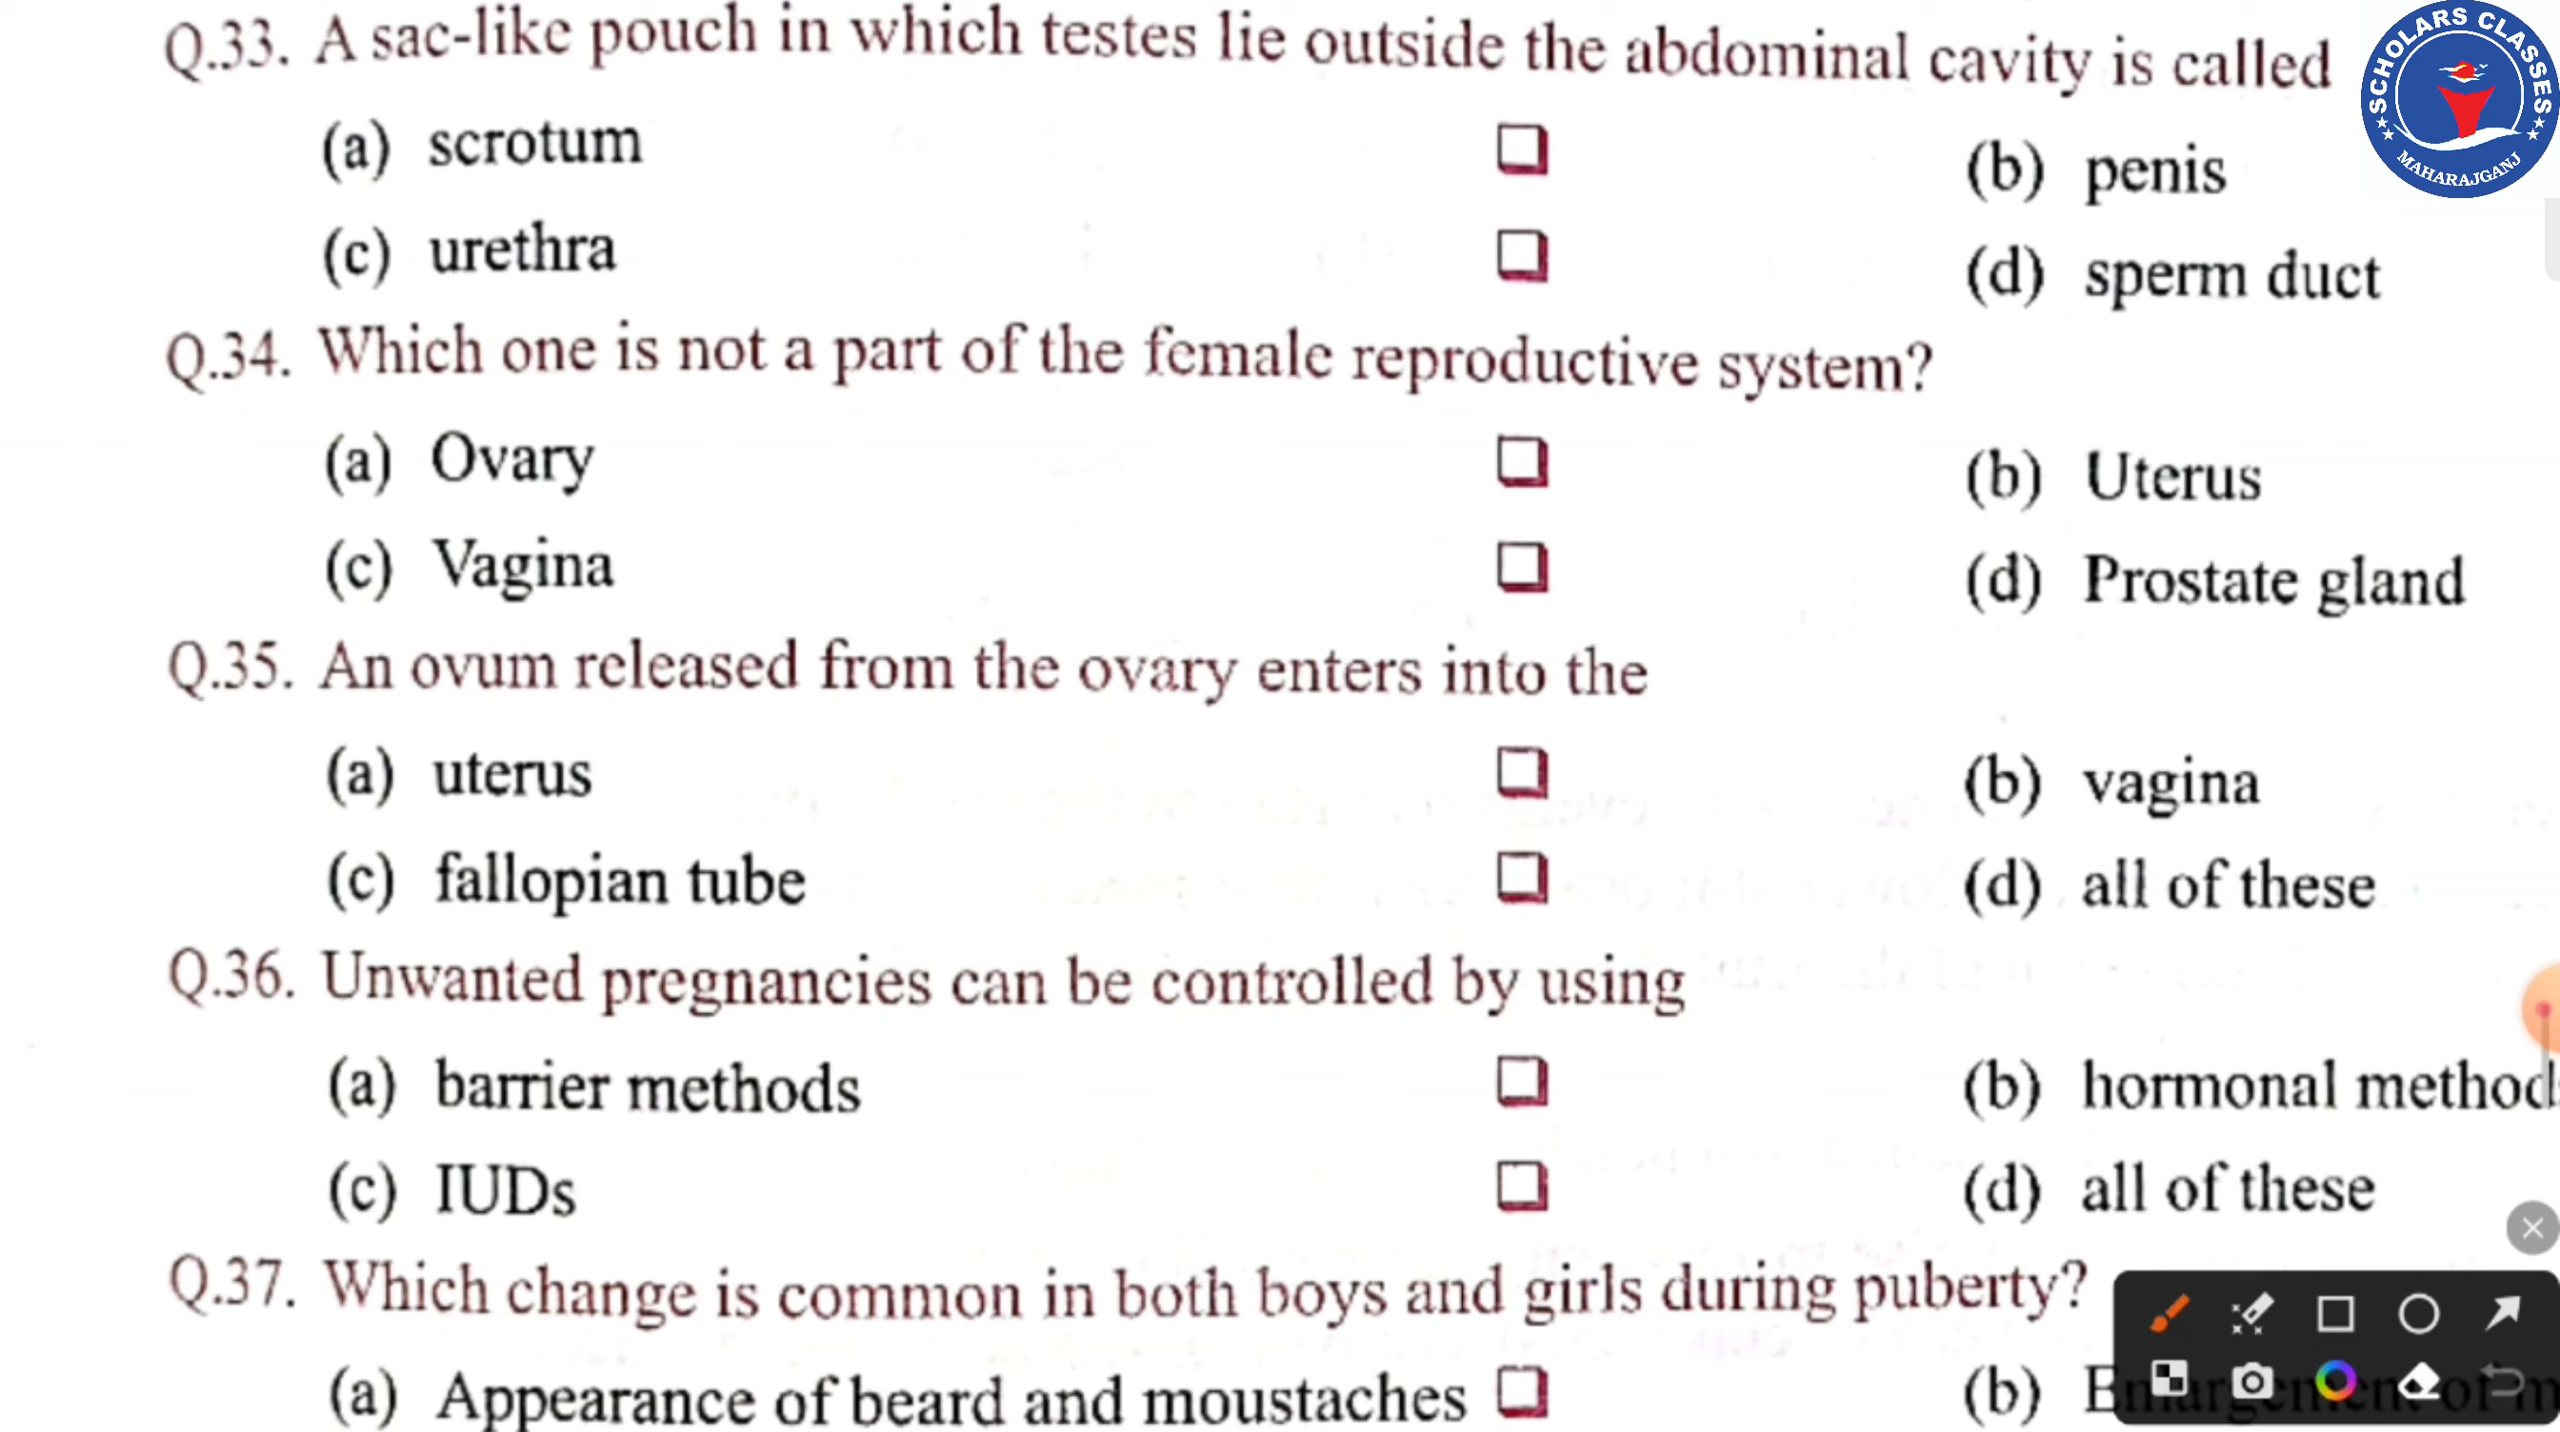 Q.33. A sac-like pouch in which testes lie outside the abdominal cavity is called
(a) scrotum (b) penis
(c) urethra (d) sperm duct
Q.34. Which one is not a part of the female reproductive system?
(a) Ovary (b) Uterus
(c) Vagina (d) Prostate gland
Q.35. An ovum released from the ovary enters into the
(a) uterus (b) vagina
(c) fallopian tube (d) all of these
Q.36. Unwanted pregnancies can be controlled by using
(a) barrier methods (b) hormonal method
(c) IUDs (d) all of these
Q.37. Which change is common in both boys and girls during puberty?
(a) Appearance of beard and moustaches (b) Enlargement of m
SCHOLARS CLASSES
MAHARAJGANJ